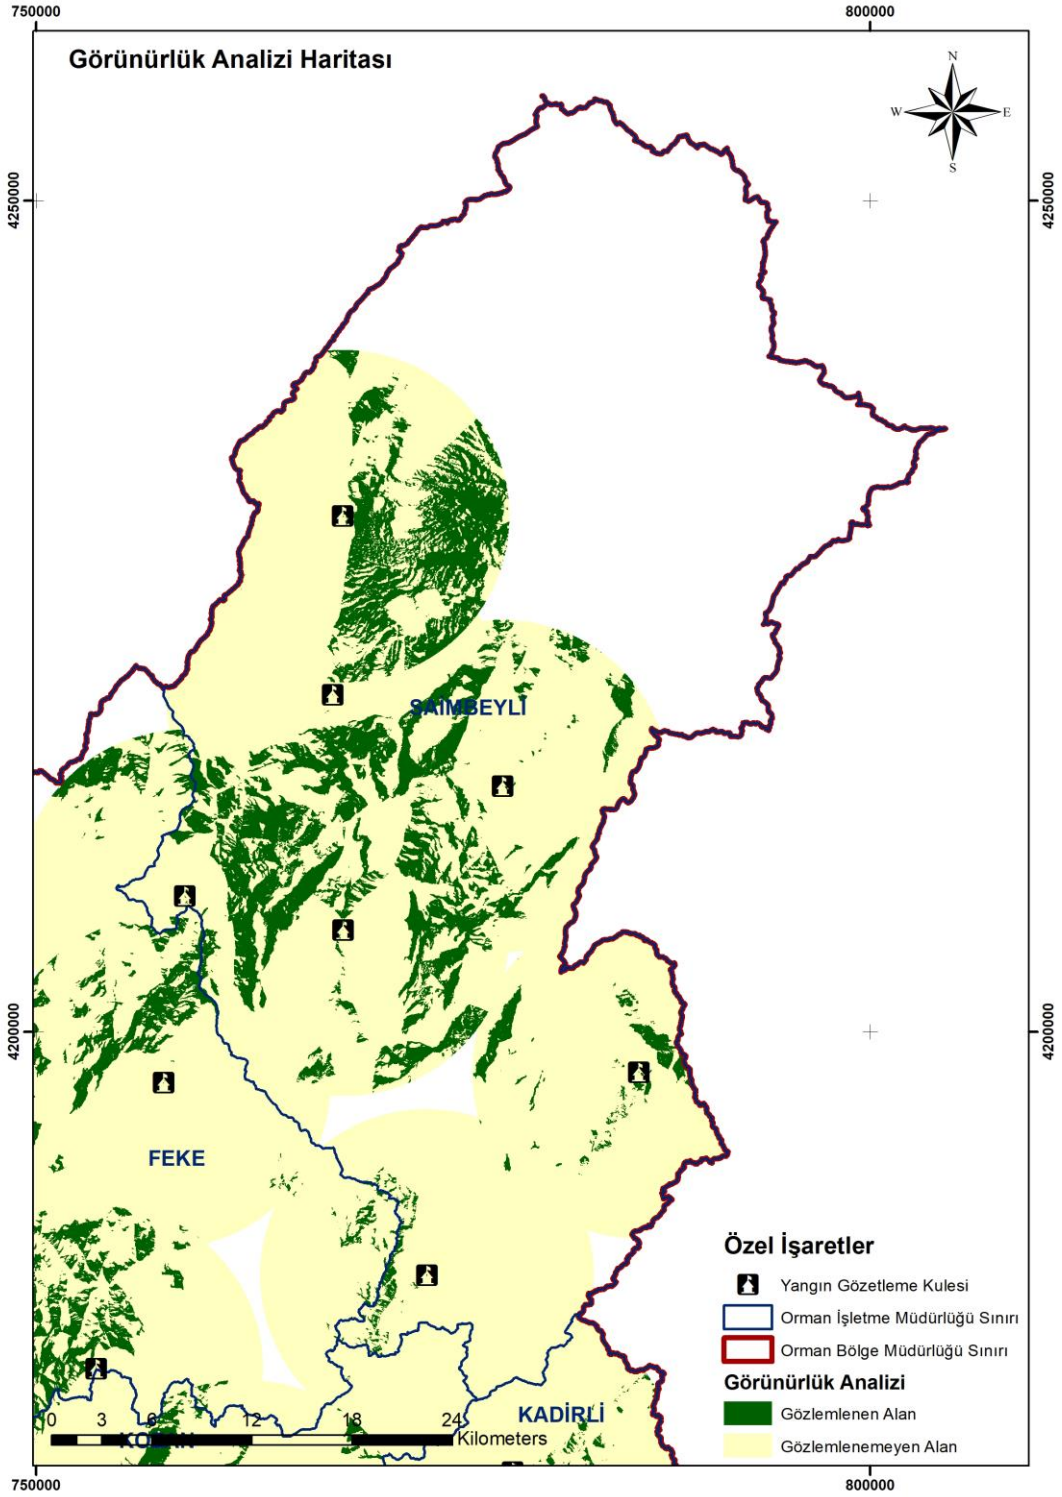 750000
800000
Görünürlük Analizi Haritası
N
W
E
S
4250000
4250000
SAİMBEYLİ
4200000
4200000
FEKE
Özel İşaretler
Yangın Gözetleme Kulesi
Orman İşletme Müdürlüğü Sınırı
Orman Bölge Müdürlüğü Sınırı
Görünürlük Analizi
Gözlemlenen Alan
Gözlemlenemeyen Alan
KADİRLİ
0 3 6 12 18 24
Kilometers
750000
800000